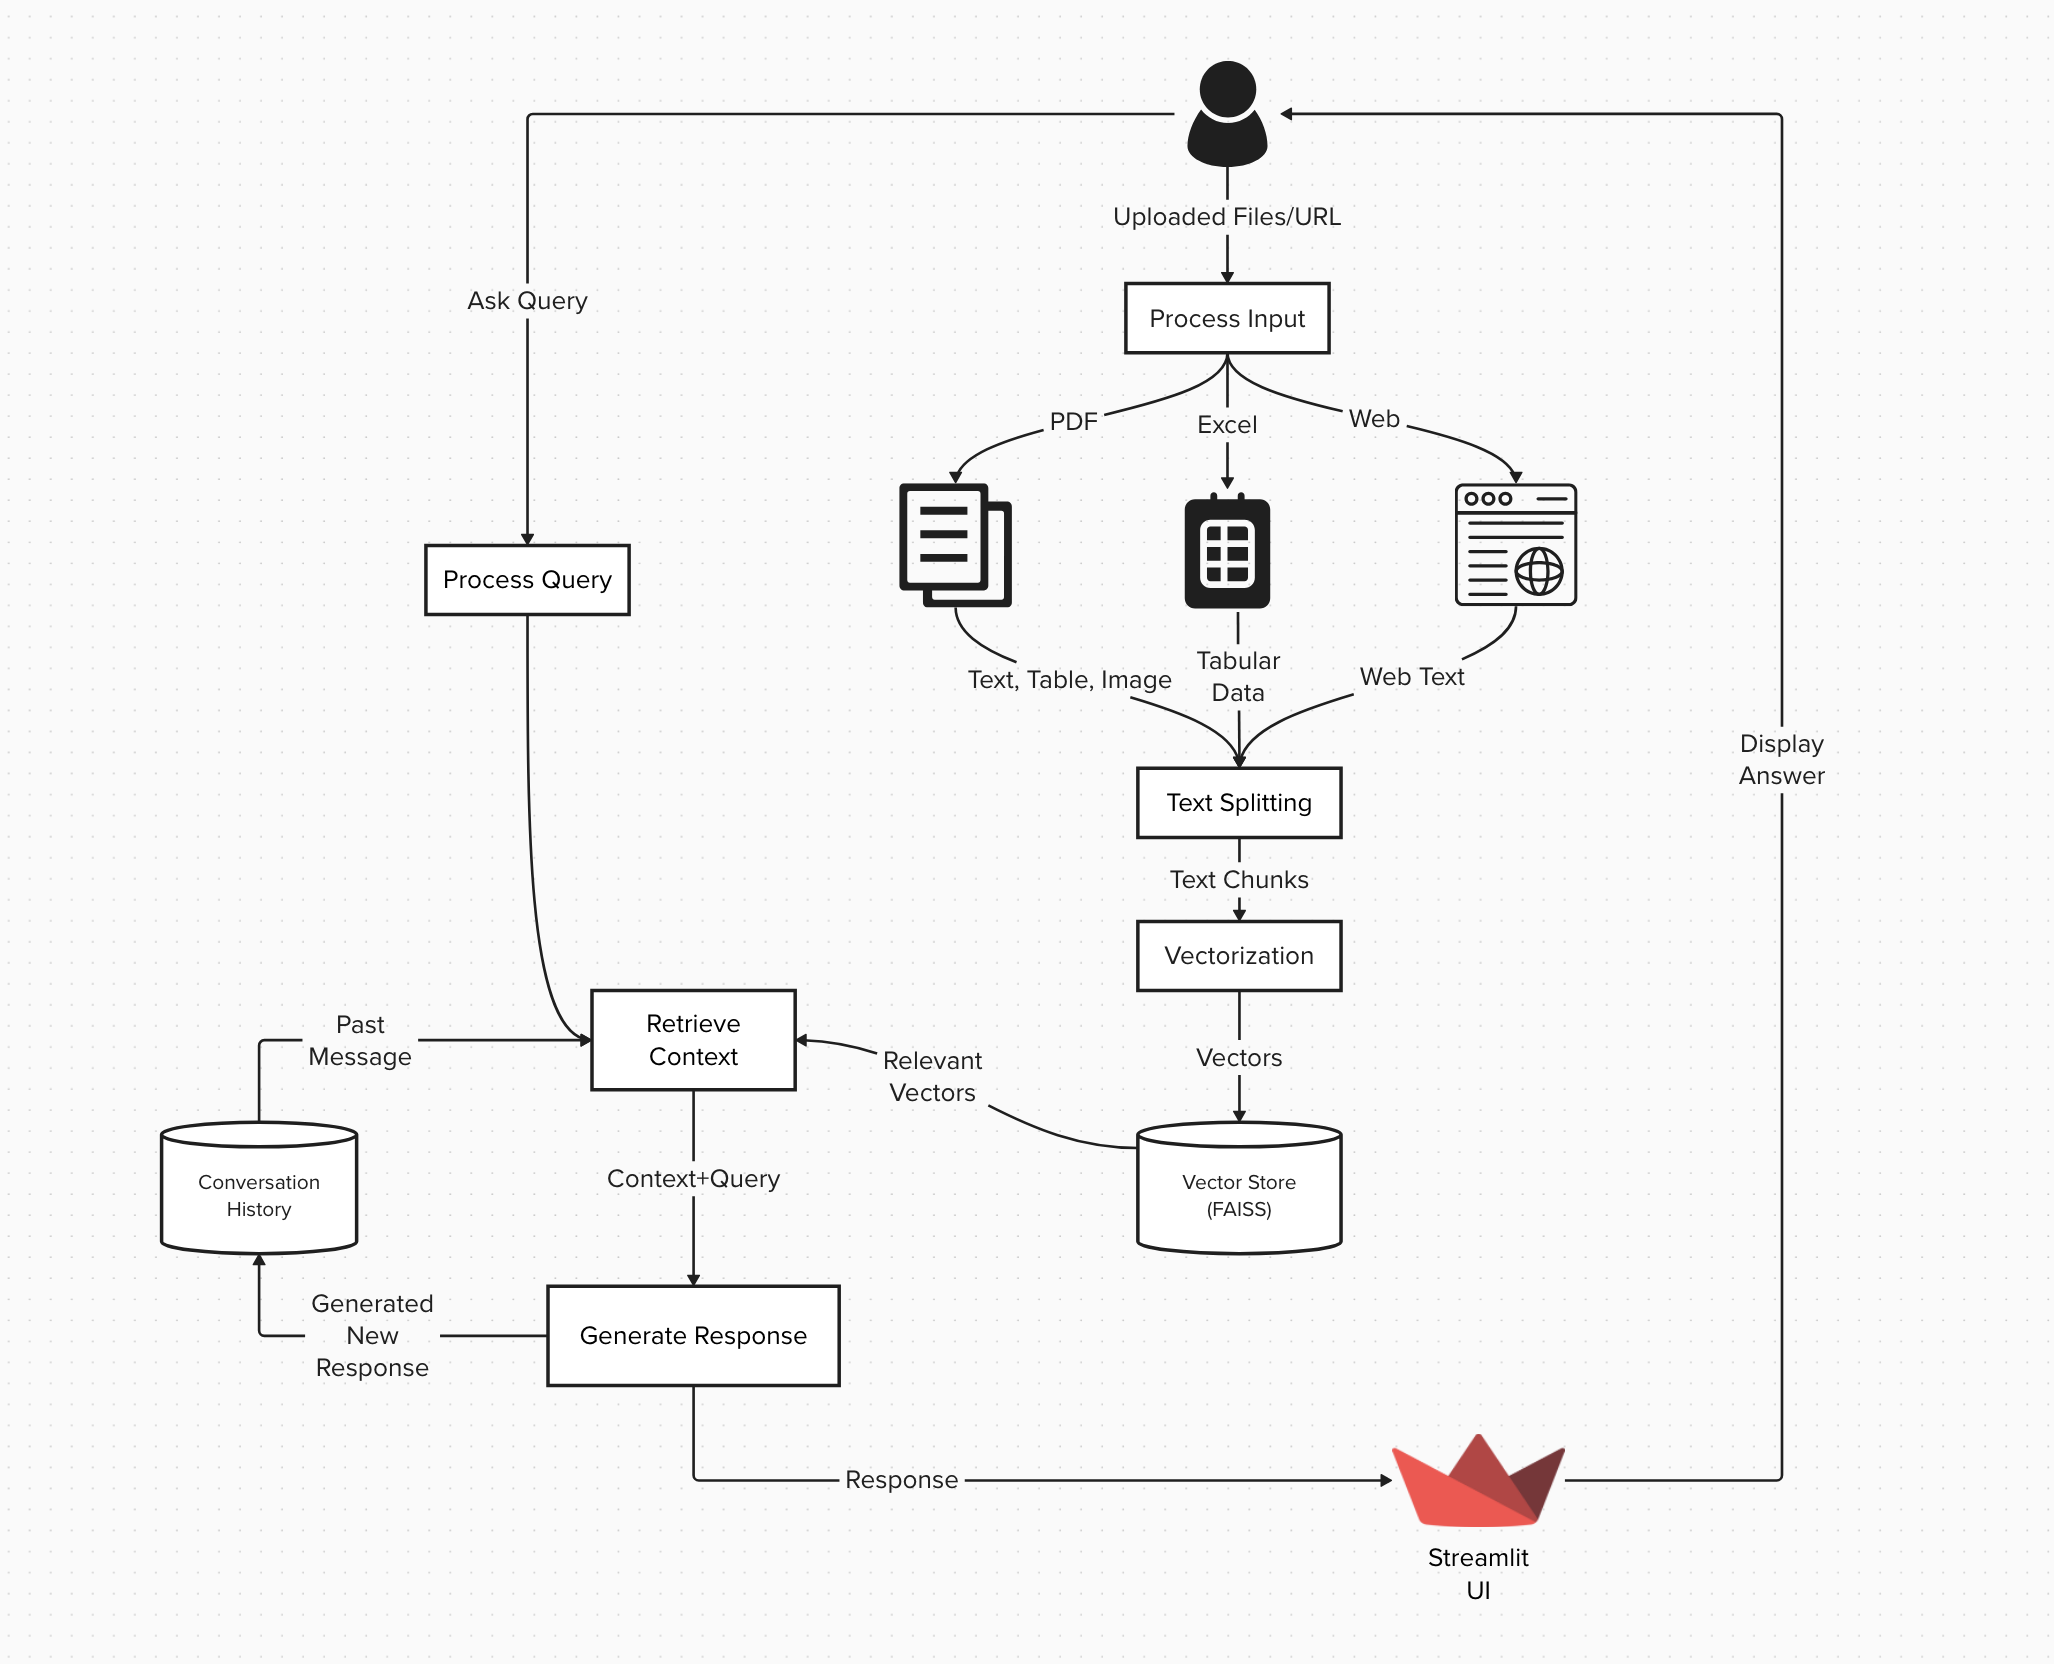 Uploaded Files/URL
Ask Query
Process Input
PDF
Excel
Web
Process Query
Text, Table, Image
Tabular
Data
Web Text
Display
Answer
Text Splitting
Text Chunks
Vectorization
Retrieve
Context
Past
Message
Relevant
Vectors
Vectors
Conversation
History
Context+Query
Vector Store
(FAISS)
Generated
New
Response
Generate Response
Response
Streamlit
UI